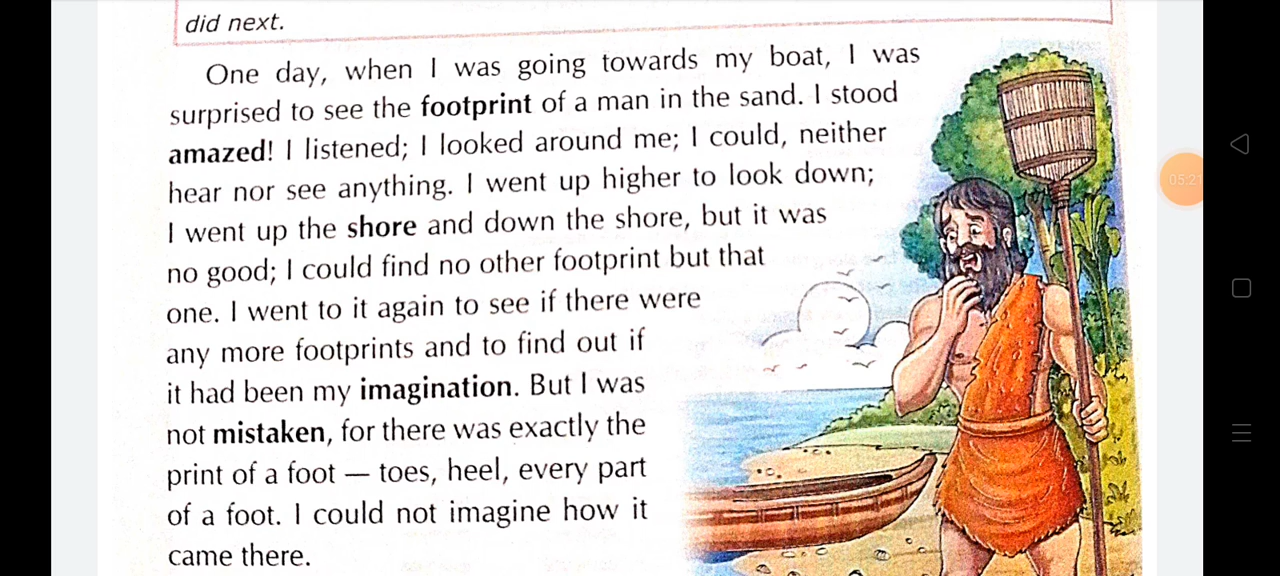 did next.
One day, when I was going towards my boat, I was
surprised to see the footprint of a man in the sand. I stood
amazed! I listened; I looked around me; I could, neither
hear nor see anything. I went up higher to look down;
I went up the shore and down the shore, but it was
no good; I could find no other footprint but that
one. I went to it again to see if there were
any more footprints and to find out if
it had been my imagination. But I was
not mistaken, for there was exactly the
print of a foot — toes, heel, every part
of a foot. I could not imagine how it
came there.